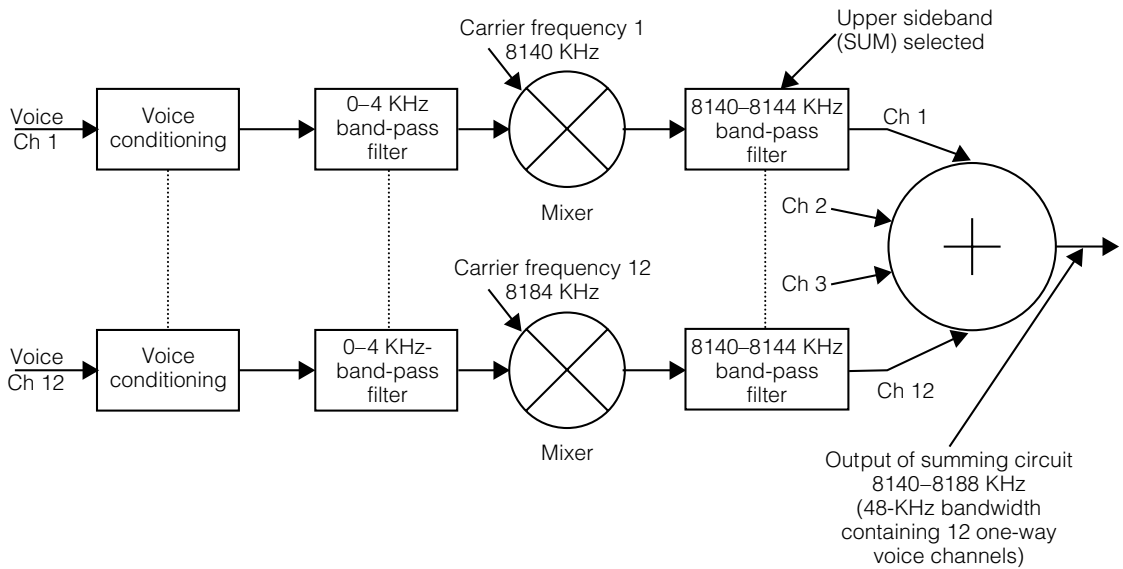 Carrier frequency 1
8140 KHz
Upper sideband
(SUM) selected
Voice
Ch 1
Voice
conditioning
0–4 KHz
band-pass
filter
8140–8144 KHz
band-pass
filter
Ch 1
Mixer
Ch 2
Ch 3
Carrier frequency 12
8184 KHz
Voice
Ch 12
Voice
conditioning
0–4 KHz-
band-pass
filter
8140–8144 KHz
band-pass
filter
Ch 12
Mixer
Output of summing circuit
8140–8188 KHz
(48-KHz bandwidth
containing 12 one-way
voice channels)